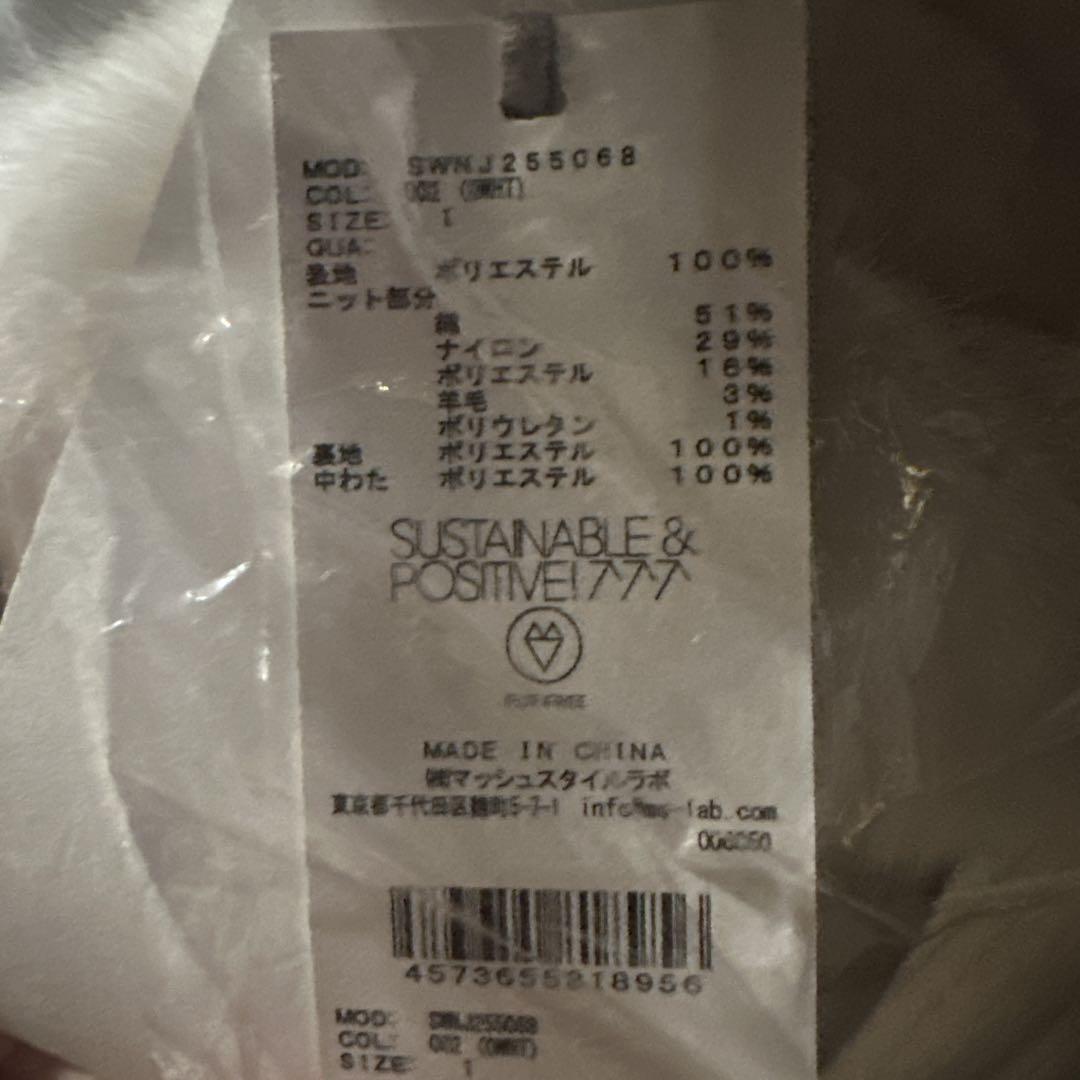 MOD: SWNJ255068
COL: 002 (OWHT)
SIZE: 1
QUA:
表地 ポリエステル 100%
ニット部分
綿 51%
ナイロン 29%
ポリエステル 16%
羊毛 3%
ポリウレタン 1%
裏地 ポリエステル 100%
中わた ポリエステル 100%
SUSTAINABLE &
POSITIVE!
FUR FREE
MADE IN CHINA
㈱マッシュスタイルラボ
東京都千代田区麹町5-7-1 info@ms-lab.com
MOD: SWNJ255068
COL: 002 (OWHT)
SIZE: 1